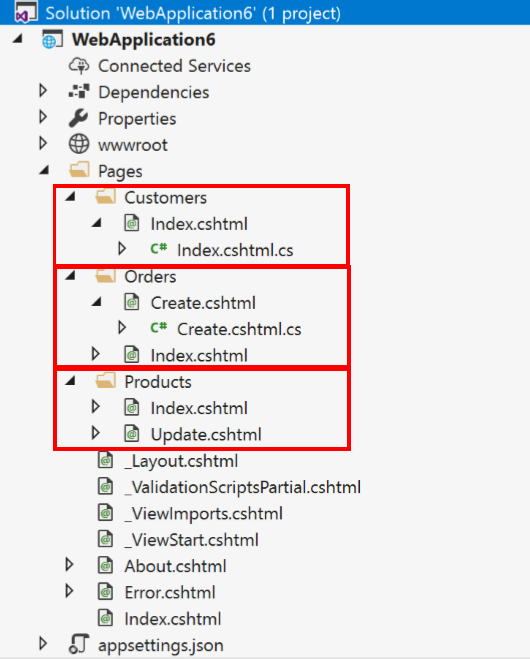 Solution 'WebApplication6' (1 project)
WebApplication6
Connected Services
Dependencies
Properties
wwwroot
Pages
Customers
Index.cshtml
C# Index.cshtml.cs
Orders
Create.cshtml
C# Create.cshtml.cs
Index.cshtml
Products
Index.cshtml
Update.cshtml
_Layout.cshtml
_ValidationScriptsPartial.cshtml
_ViewImports.cshtml
_ViewStart.cshtml
About.cshtml
Error.cshtml
Index.cshtml
appsettings.json